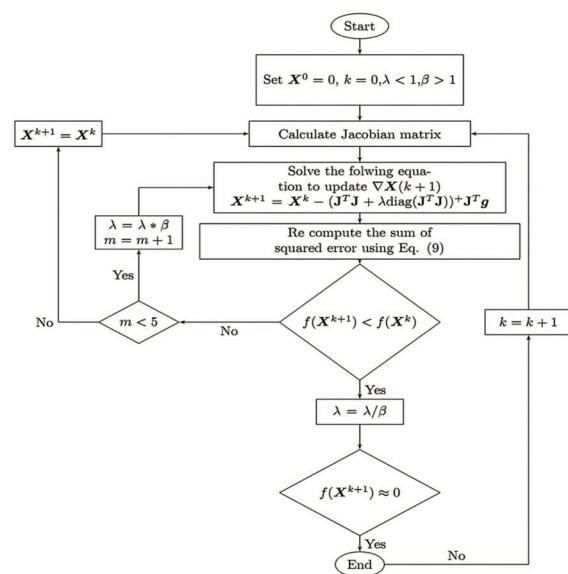 Start
Set X⁰ = 0, k = 0,λ < 1,β > 1
X^{k+1} = X^k
Calculate Jacobian matrix
Solve the folwing equa-
tion to update ∇X(k + 1)
X^{k+1} = X^k − (J^T J + λdiag(J^T J))⁺J^T g
λ = λ ∗ β
m = m + 1
Re compute the sum of
squared error using Eq. (9)
Yes
No
m < 5
No
f(X^{k+1}) < f(X^k)
k = k + 1
Yes
λ = λ/β
f(X^{k+1}) ≈ 0
Yes
End
No